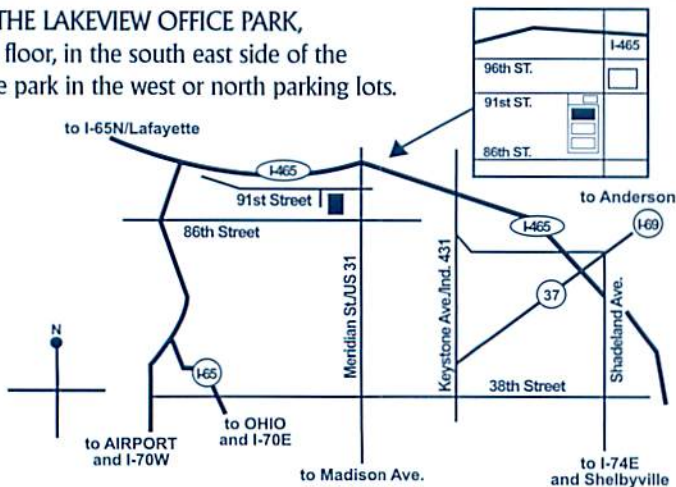 THE LAKEVIEW OFFICE PARK,
floor, in the south east side of the
park in the west or north parking lots.
I-465
96th ST.
91st ST.
86th ST.
to I-65N/Lafayette
I-465
91st Street
86th Street
to Anderson
I-69
I-465
37
Meridian St./US 31
Keystone Ave./Ind. 431
Shadeland Ave.
N
I-65
38th Street
to AIRPORT
and I-70W
to OHIO
and I-70E
to Madison Ave.
to I-74E
and Shelbyville